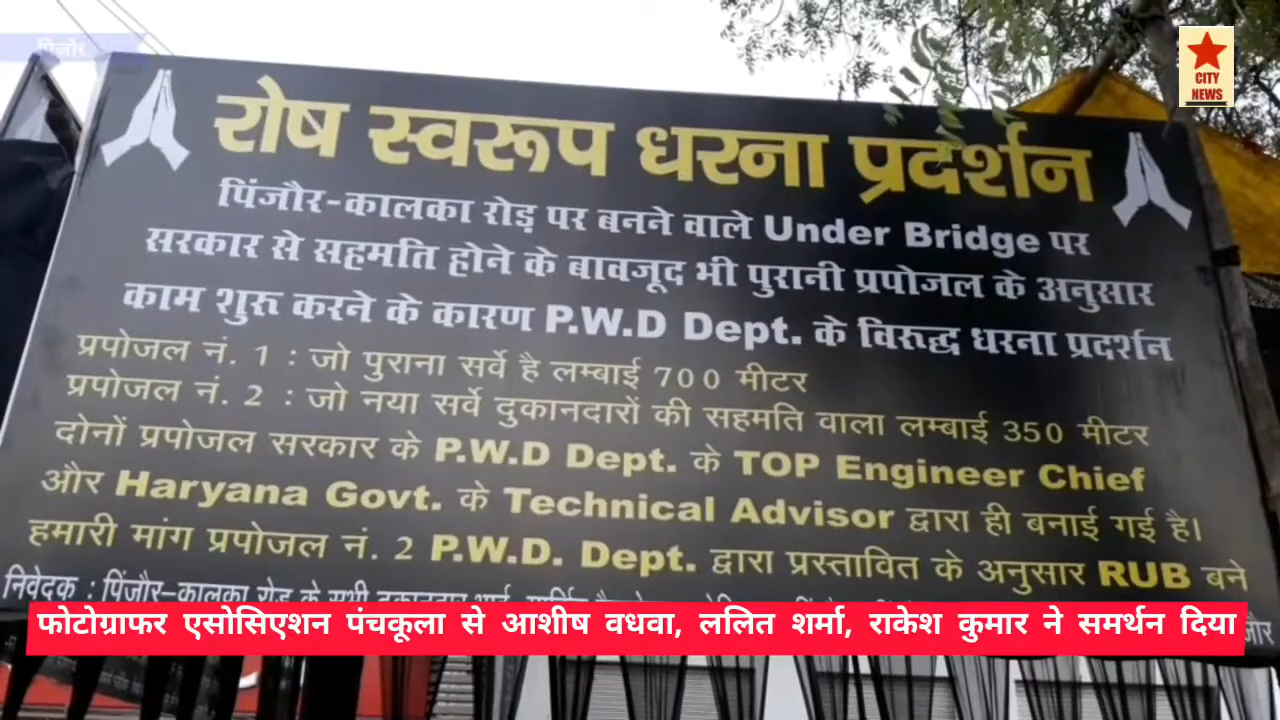 पिंजौर
CITY
NEWS
रोष स्वरूप धरना प्रदर्शन
पिंजौर-कालका रोड़ पर बनने वाले Under Bridge पर
सरकार से सहमति होने के बावजूद भी पुरानी प्रपोजल के अनुसार
काम शुरू करने के कारण P.W.D Dept. के विरूद्ध धरना प्रदर्शन
प्रपोजल नं. 1 : जो पुराना सर्वे है लम्बाई 700 मीटर
प्रपोजल नं. 2 : जो नया सर्वे दुकानदारों की सहमति वाला लम्बाई 350 मीटर
दोनों प्रपोजल सरकार के P.W.D Dept. के TOP Engineer Chief
और Haryana Govt. के Technical Advisor द्वारा ही बनाई गई है।
हमारी मांग प्रपोजल नं. 2 P.W.D. Dept. द्वारा प्रस्तावित के अनुसार RUB बने
निवेदक : पिंजौर-कालका रोड के सभी दुकानदार
फोटोग्राफर एसोसिएशन पंचकूला से आशीष वधवा, ललित शर्मा, राकेश कुमार ने समर्थन दिया